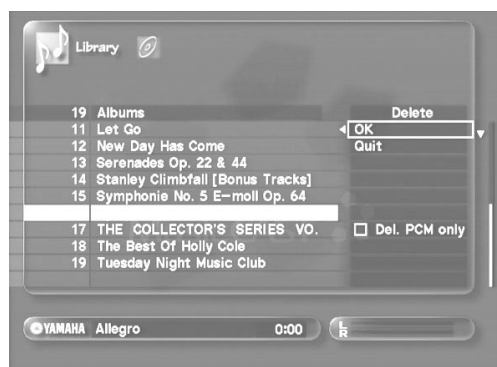 Library
19 Albums Delete
11 Let Go OK
12 New Day Has Come Quit
13 Serenades Op. 22 & 44
14 Stanley Climbfall [Bonus Tracks]
15 Symphonie No. 5 E-moll Op. 64
17 THE COLLECTOR'S SERIES VO. Del. PCM only
18 The Best Of Holly Cole
19 Tuesday Night Music Club
YAMAHA Allegro 0:00 L R